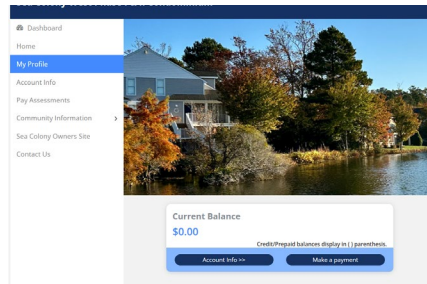 Dashboard
Home
My Profile
Account Info
Pay Assessments
Community Information
Sea Colony Owners Site
Contact Us
Current Balance
$0.00
Credit/Prepaid balances display in ( ) parenthesis.
Account Info >>
Make a payment